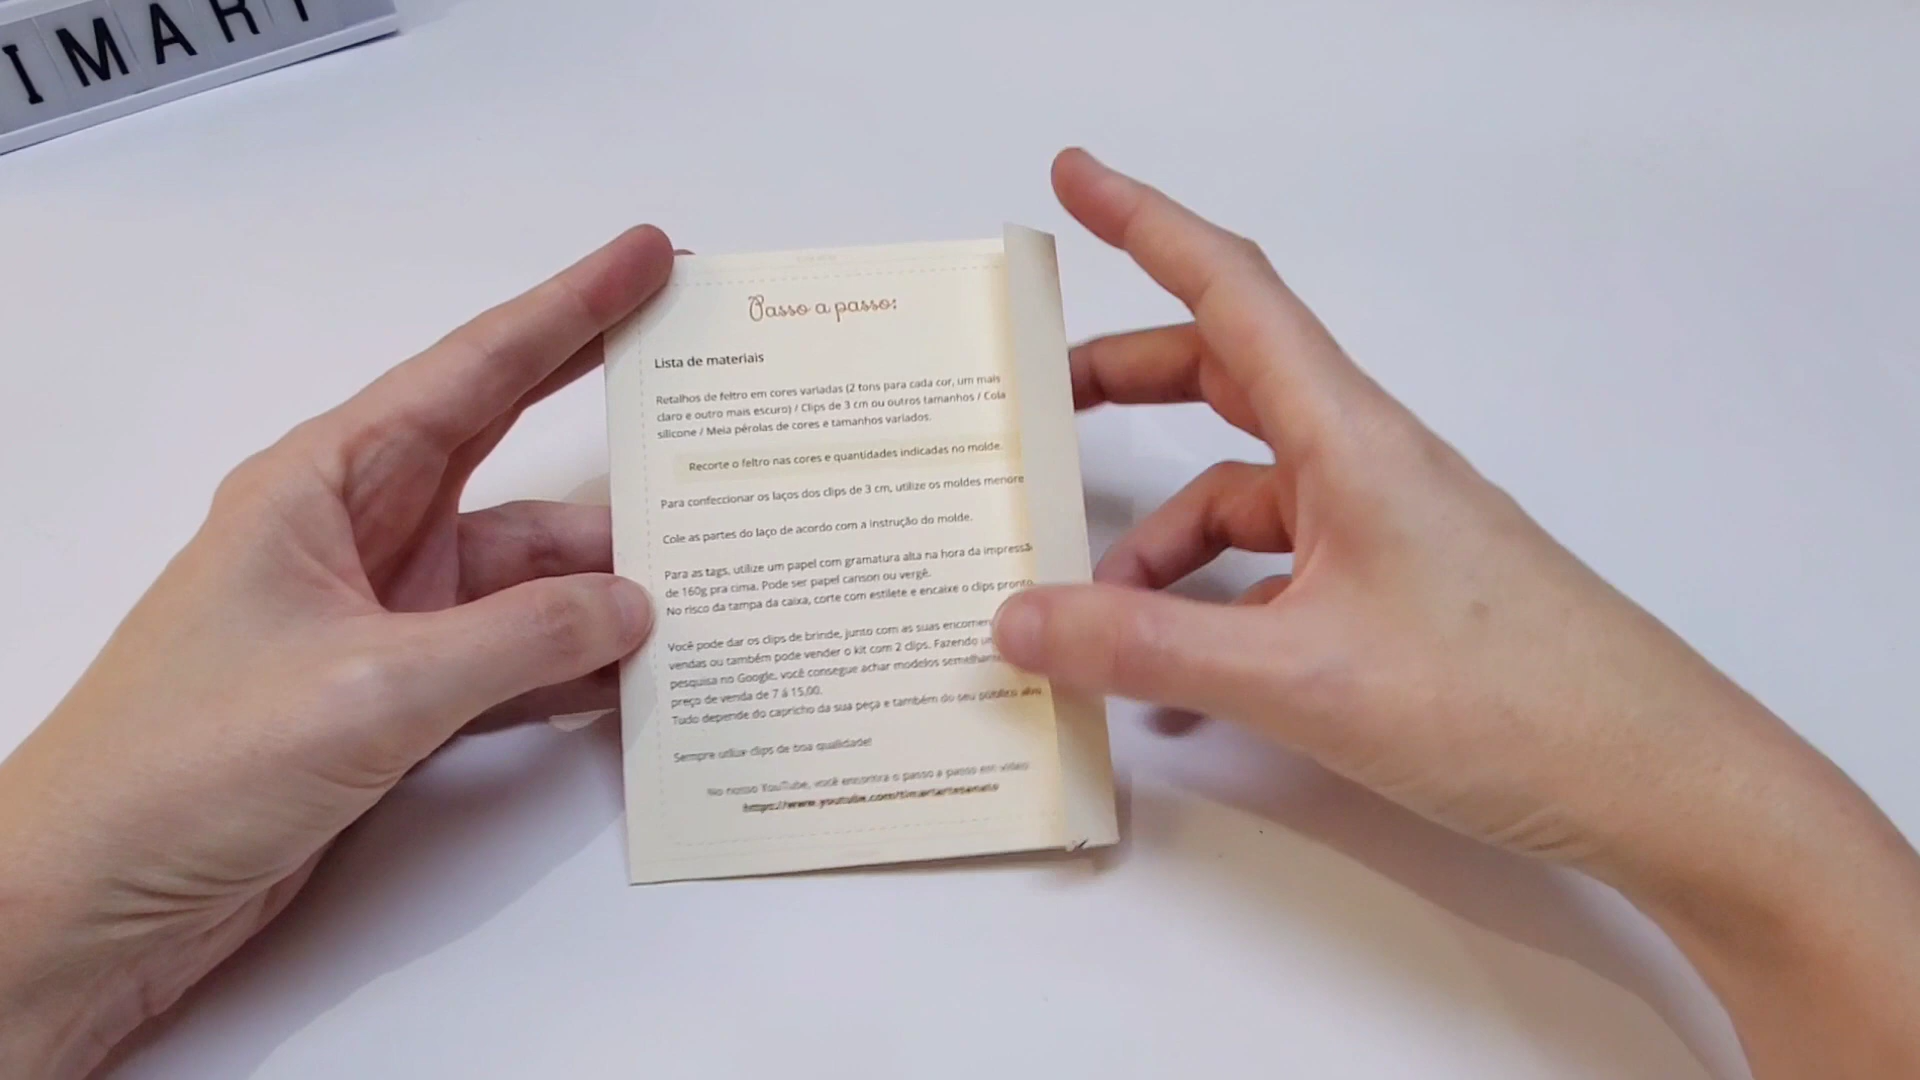 IMART
Passo a passo:
Lista de materiais
Retalhos de feltro em cores variadas (2 tons para cada cor, um mais
claro e outro mais escuro) / Clips de 3 cm ou outros tamanhos / Cola
silicone / Meia pérolas de cores e tamanhos variados.
Recorte o feltro nas cores e quantidades indicadas no molde.
Para confeccionar os laços dos clips de 3 cm, utilize os moldes menore
Cole as partes do laço de acordo com a instrução do molde.
Para as tags, utilize um papel com gramatura alta na hora da impressã
de 160g pra cima. Pode ser papel canson ou vergê.
No risco da tampa da caixa, corte com estilete e encaixe o clips pronto
Você pode dar os clips de brinde, junto com as suas encomen
vendas ou também pode vender o kit com 2 clips. Fazendo u
pesquisa no Google, você consegue achar modelos semelhante
preço de venda de 7 á 15,00.
Tudo depende do capricho da sua peça e também do seu público alvo
Sempre utilize clips de boa qualidade!
No nosso YouTube, você encontra o passo a passo em vídeo
https://www.youtube.com/timartartesanato